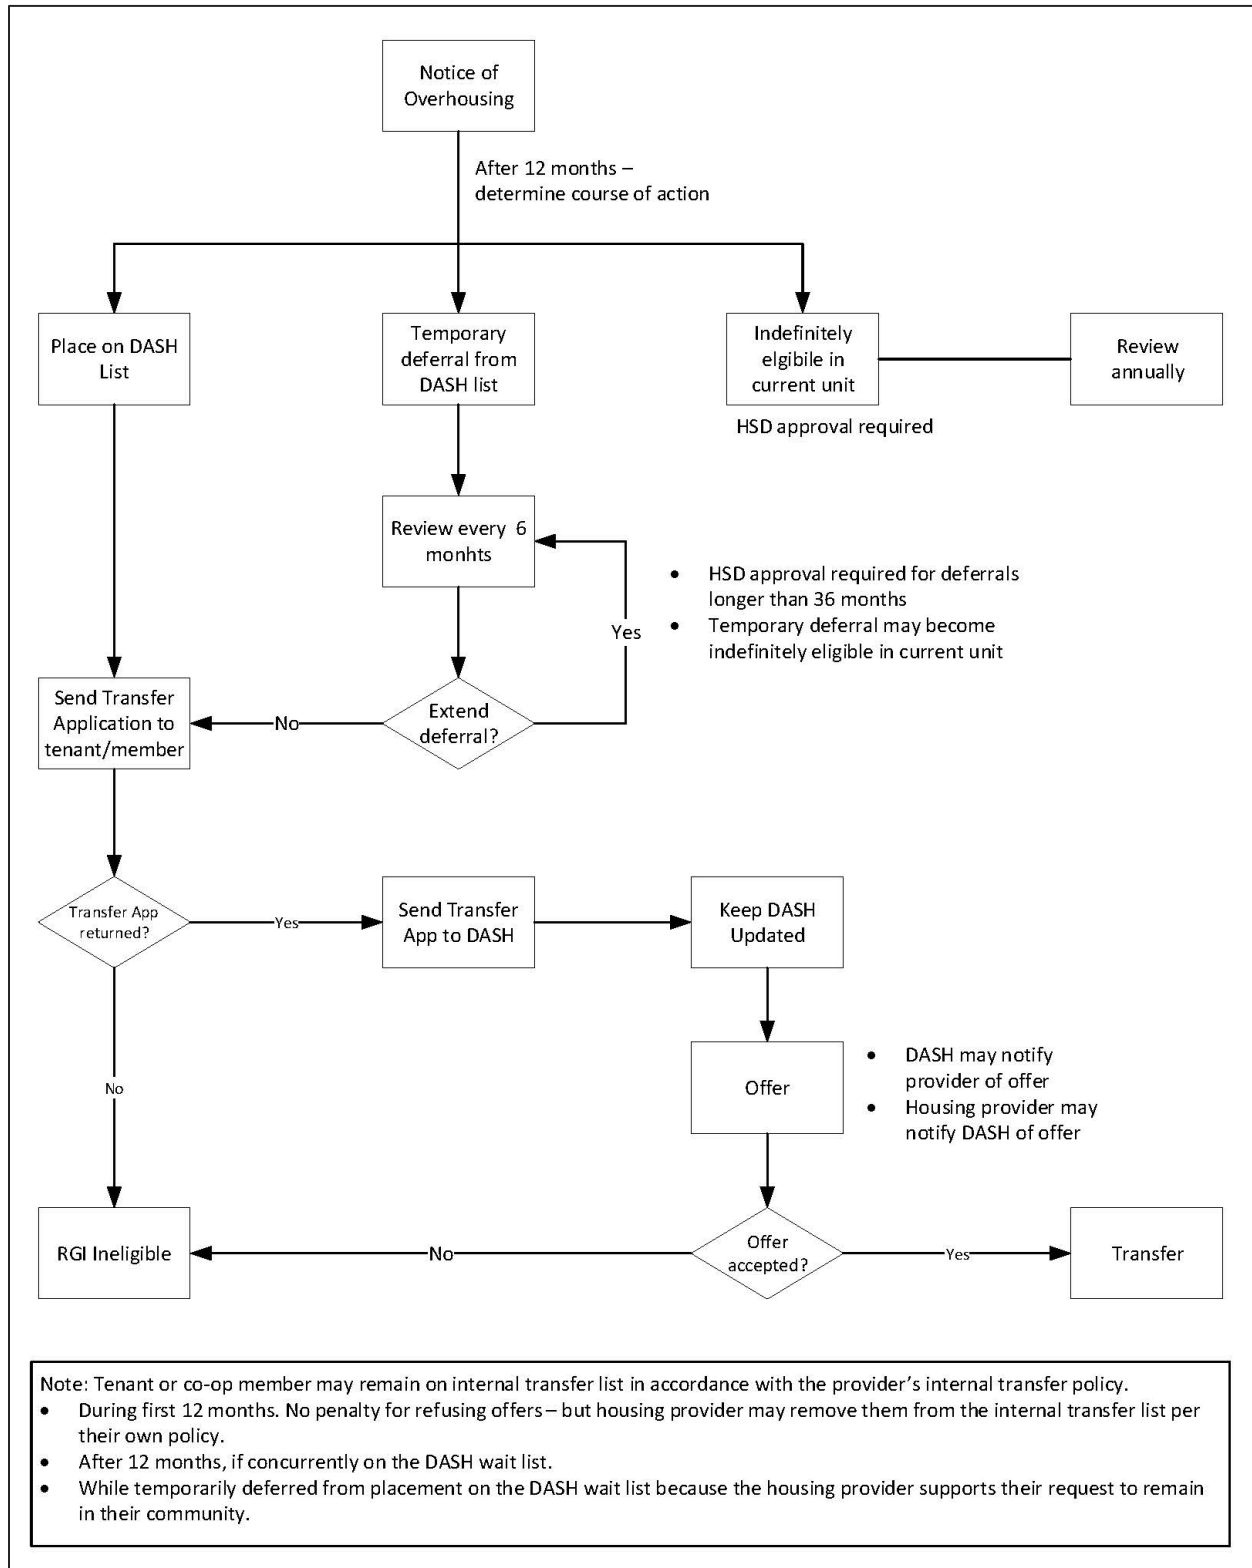 Notice of
Overhousing
After 12 months –
determine course of action
Place on DASH
List
Temporary
deferral from
DASH list
Indefinitely
elgibile in
current unit
Review
annually
HSD approval required
Review every  6
monhts
• HSD approval required for deferrals
longer than 36 months
• Temporary deferral may become
indefinitely eligible in current unit
Yes
Send Transfer
Application to
tenant/member
No
Extend
deferral?
Transfer App
returned?
Yes
Send Transfer
App to DASH
Keep DASH
Updated
No
Offer
• DASH may notify
provider of offer
• Housing provider may
notify DASH of offer
RGI Ineligible
No
Offer
accepted?
Yes
Transfer
Note: Tenant or co-op member may remain on internal transfer list in accordance with the provider’s internal transfer policy.
• During first 12 months. No penalty for refusing offers – but housing provider may remove them from the internal transfer list per
their own policy.
• After 12 months, if concurrently on the DASH wait list.
• While temporarily deferred from placement on the DASH wait list because the housing provider supports their request to remain
in their community.